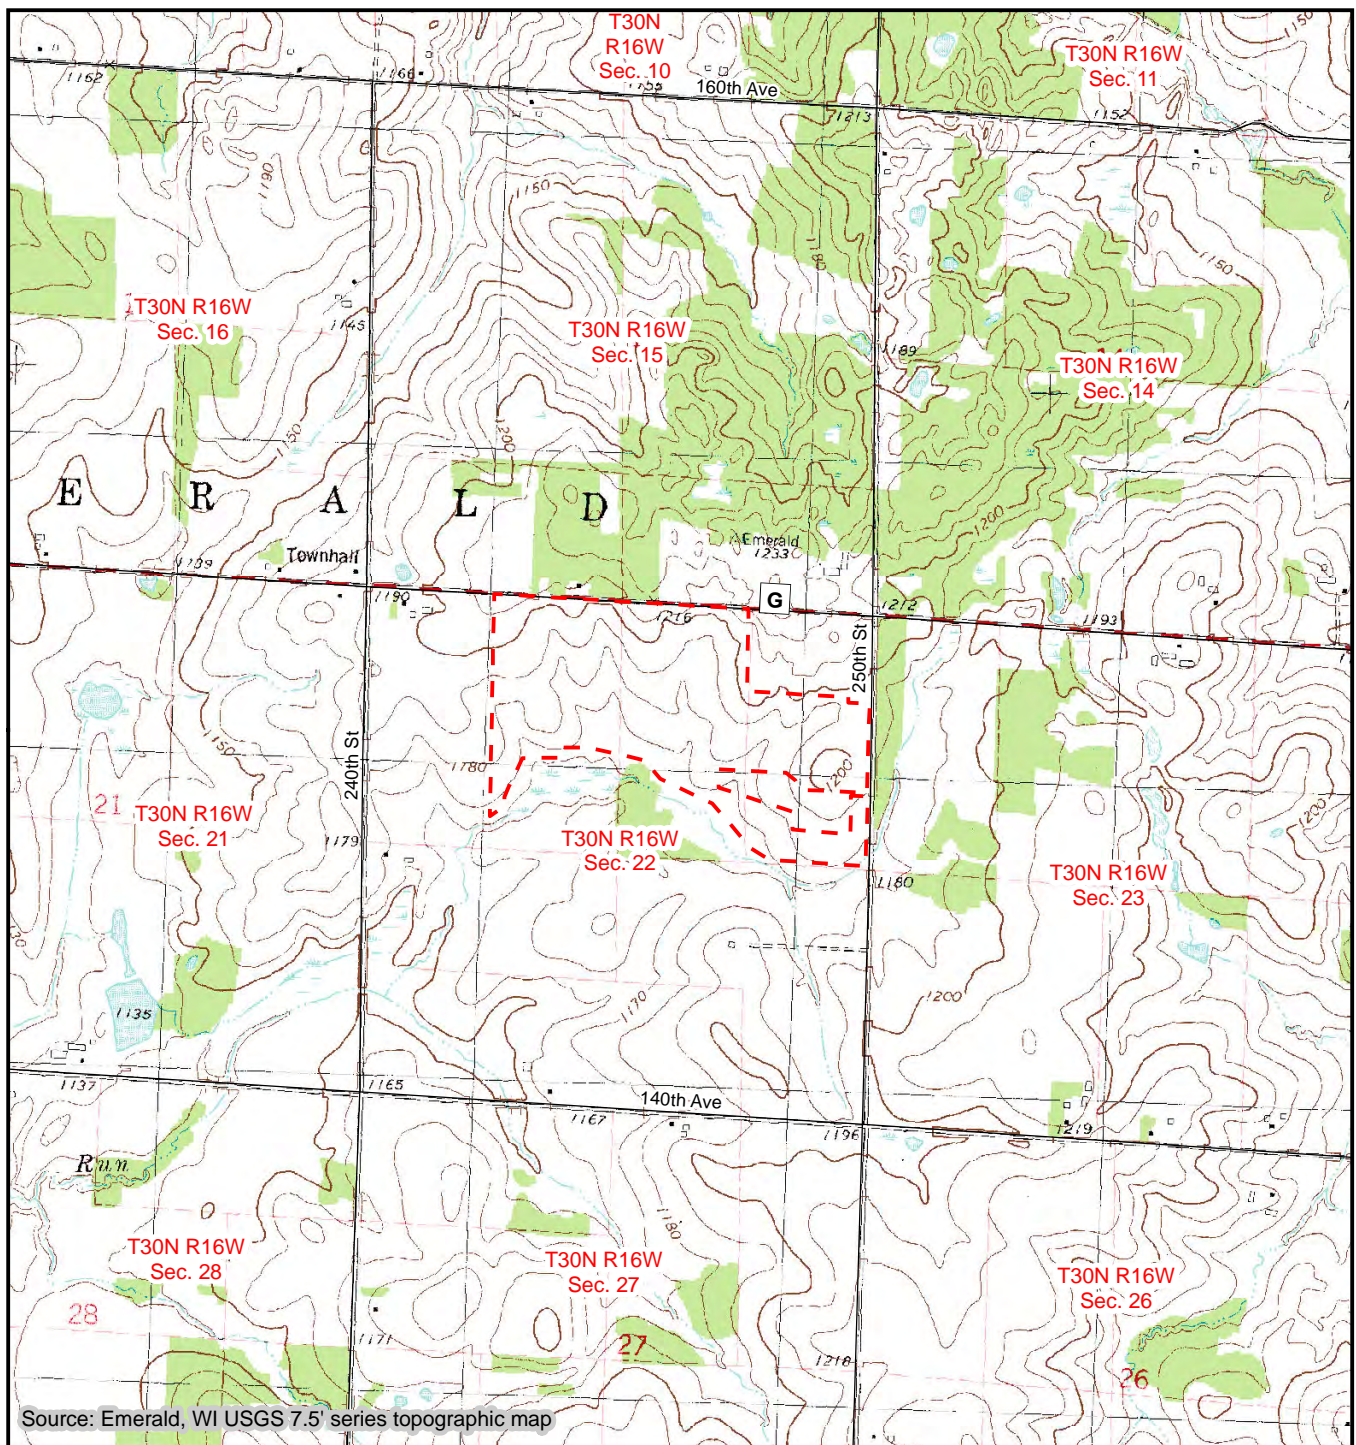 T30N
R16W
Sec. 10
T30N R16W
Sec. 11
1150
1162
1166
1155
160th Ave
1213
1152
1190
1150
1180
1150
T30N R16W
Sec. 16
1145
T30N R16W
Sec. 15
1189
T30N R16W
Sec. 14
1150
1200
1200
E R A L D
Emerald
1233
1139
Townhall
1190
1216
G
1212
1193
250th St
240th St
1150
1180
1200
1200
21
T30N R16W
Sec. 21
1179
T30N R16W
Sec. 22
1180
T30N R16W
Sec. 23
1130
1135
1170
1200
1137
1165
140th Ave
1167
1196
1219
Run
1180
T30N R16W
Sec. 28
T30N R16W
Sec. 27
T30N R16W
Sec. 26
28
27
1171
1218
26
Source: Emerald, WI USGS 7.5' series topographic map